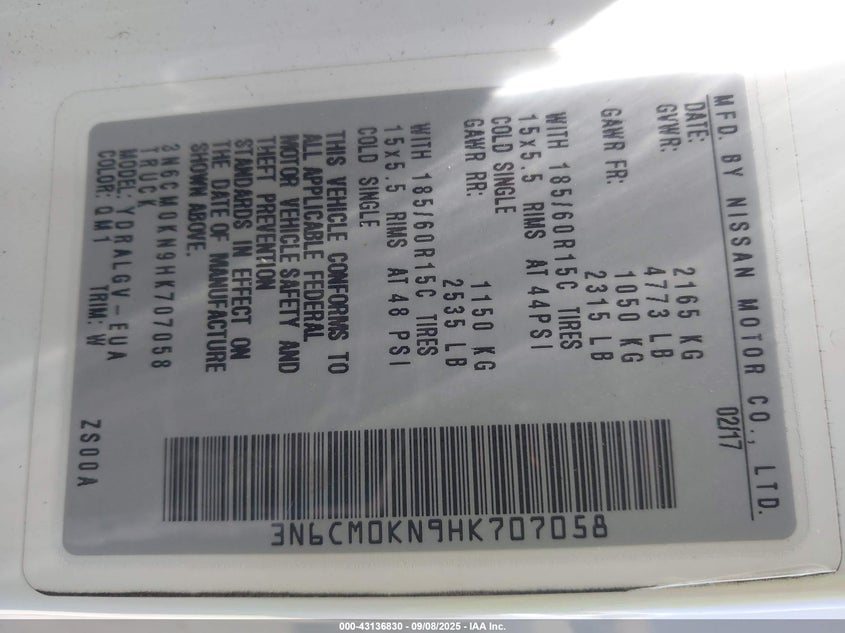 MFD. BY NISSAN MOTOR CO., LTD.
DATE: 02/17
GVWR: 2165 KG
4773 LB
GAWR FR: 1050 KG
2315 LB
WITH 185/60R15C TIRES
15x5.5 RIMS AT 44PSI
COLD SINGLE
GAWR RR: 1150 KG
2535 LB
WITH 185/60R15C TIRES
15x5.5 RIMS AT 48 PSI
COLD SINGLE
THIS VEHICLE CONFORMS TO
ALL APPLICABLE FEDERAL
MOTOR VEHICLE SAFETY AND
THEFT PREVENTION
STANDARDS IN EFFECT ON
THE DATE OF MANUFACTURE
SHOWN ABOVE.
3N6CM0KN9HK707058
TRUCK
MODEL: YDRALGV-EUA
COLOR: QM1 TRIM: W ZS00A
3N6CM0KN9HK707058
000-43136830 - 09/08/2025 - IAA Inc.